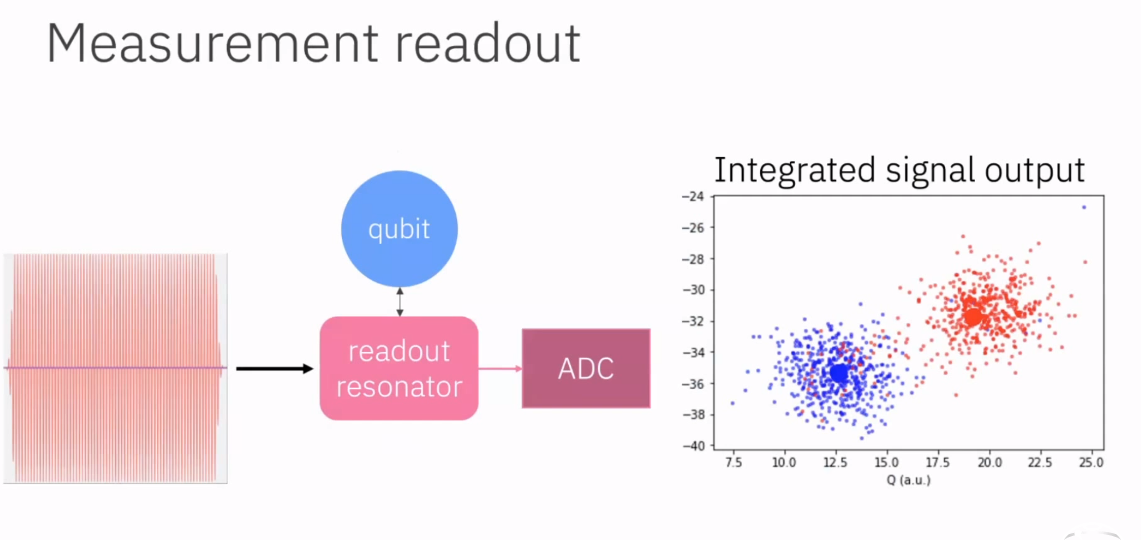 Measurement readout
qubit
readout
resonator
ADC
Integrated signal output
−24
−26
−28
−30
−32
−34
−36
−38
−40
7.5 10.0 12.5 15.0 17.5 20.0 22.5 25.0
Q (a.u.)